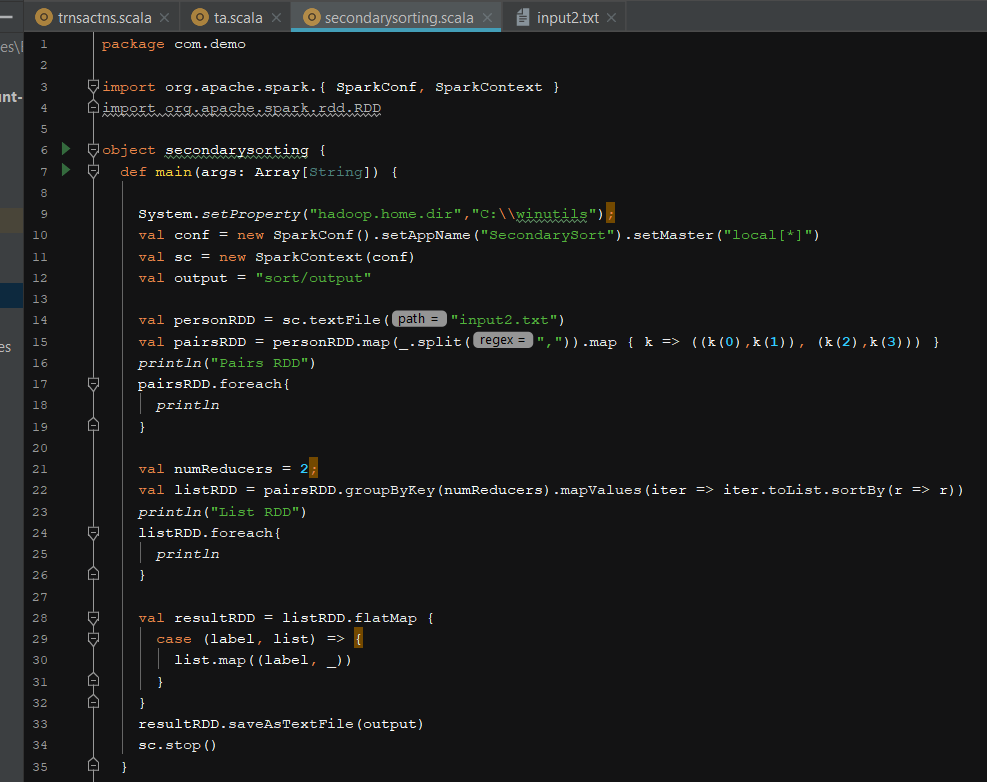 trnsactns.scala ta.scala secondarysorting.scala input2.txt
es\
nt-
es
1 package com.demo
2
3 import org.apache.spark.{ SparkConf, SparkContext }
4 import org.apache.spark.rdd.RDD
5
6 object secondarysorting {
7 def main(args: Array[String]) {
8
9 System.setProperty("hadoop.home.dir","C:\\winutils");
10 val conf = new SparkConf().setAppName("SecondarySort").setMaster("local[*]")
11 val sc = new SparkContext(conf)
12 val output = "sort/output"
13
14 val personRDD = sc.textFile( path = "input2.txt")
15 val pairsRDD = personRDD.map(_.split( regex = ",")).map { k => ((k(0),k(1)), (k(2),k(3))) }
16 println("Pairs RDD")
17 pairsRDD.foreach{
18 println
19 }
20
21 val numReducers = 2;
22 val listRDD = pairsRDD.groupByKey(numReducers).mapValues(iter => iter.toList.sortBy(r => r))
23 println("List RDD")
24 listRDD.foreach{
25 println
26 }
27
28 val resultRDD = listRDD.flatMap {
29 case (label, list) => {
30 list.map((label, _))
31 }
32 }
33 resultRDD.saveAsTextFile(output)
34 sc.stop()
35 }